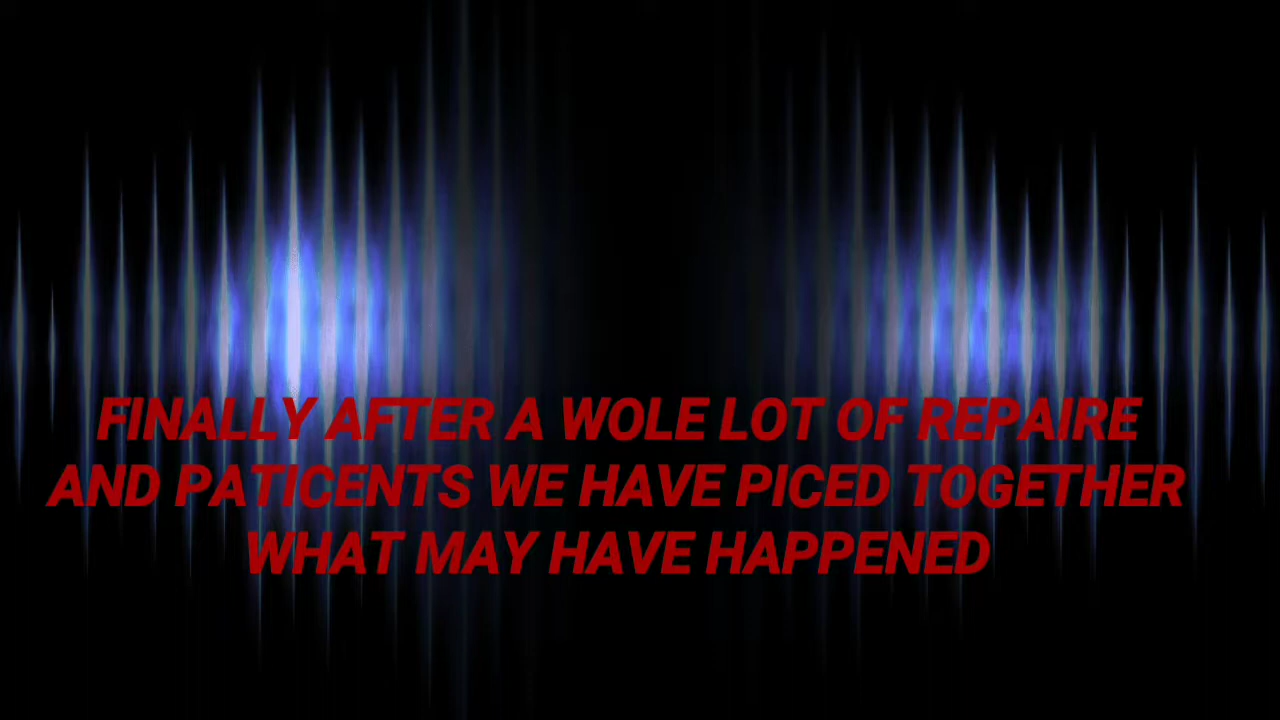 FINALLY AFTER A WOLE LOT OF REPAIRE
AND PATICENTS WE HAVE PICED TOGETHER
WHAT MAY HAVE HAPPENED